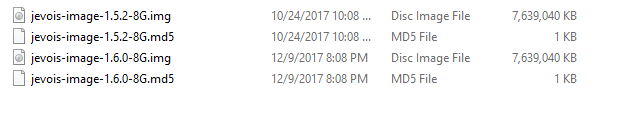 jevois-image-1.5.2-8G.img 10/24/2017 10:08 ... Disc Image File 7,639,040 KB
jevois-image-1.5.2-8G.md5 10/24/2017 10:08 ... MD5 File 1 KB
jevois-image-1.6.0-8G.img 12/9/2017 8:08 PM Disc Image File 7,639,040 KB
jevois-image-1.6.0-8G.md5 12/9/2017 8:08 PM MD5 File 1 KB